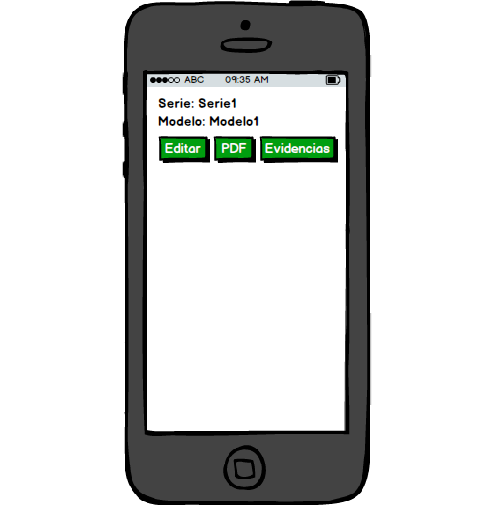 ABC 09:35 AM
Serie: Serie1
Modelo: Modelo1
Editar PDF Evidencias